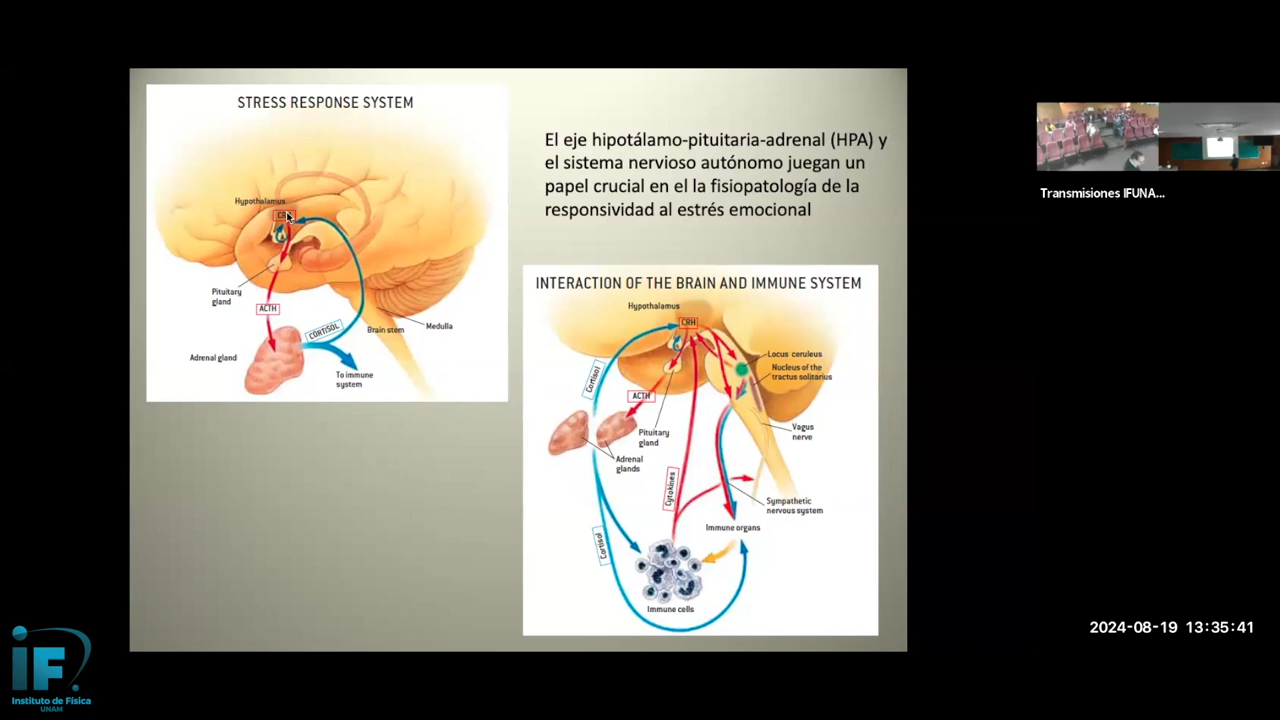 STRESS RESPONSE SYSTEM
Hypothalamus
Pituitary
gland
ACTH
CORTISOL
Adrenal gland
Brain stem
Medulla
To immune
system
El eje hipotálamo-pituitaria-adrenal (HPA) y
el sistema nervioso autónomo juegan un
papel crucial en el la fisiopatología de la
responsividad al estrés emocional
INTERACTION OF THE BRAIN AND IMMUNE SYSTEM
Hypothalamus
CRH
Locus ceruleus
Nucleus of the
tractus solitarius
Cortisol
ACTH
Pituitary
gland
Vagus
nerve
Adrenal
glands
Cytokines
Sympathetic
nervous system
Immune organs
Cortisol
Immune cells
Transmisiones IFUNA...
2024-08-19 13:35:41
iF
Instituto de Física
UNAM